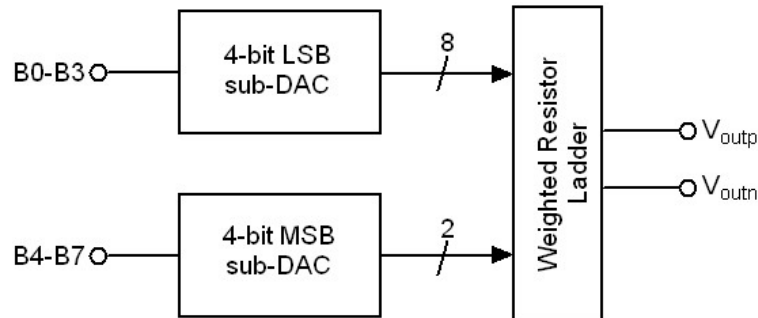 B0-B3
4-bit LSB
sub-DAC
8
B4-B7
4-bit MSB
sub-DAC
2
Weighted Resistor
Ladder
Voutp
Voutn